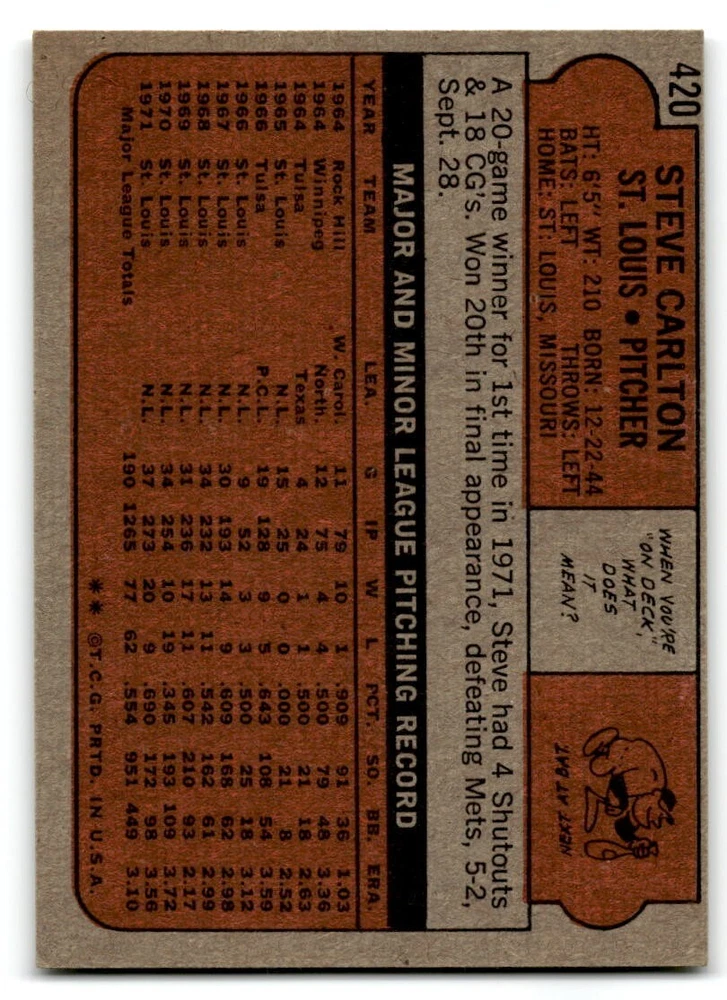 420
STEVE CARLTON
ST. LOUIS • PITCHER
HT: 6'5" WT: 210 BORN: 12-22-44
BATS: LEFT THROWS: LEFT
HOME: ST. LOUIS, MISSOURI
WHEN YOU'RE
"ON DECK,"
WHAT
DOES
IT
MEAN?
NEXT AT BAT
A 20-game winner for 1st time in 1971, Steve had 4 Shutouts
& 18 CG's. Won 20th in final appearance, defeating Mets, 5-2,
Sept. 28.
MAJOR AND MINOR LEAGUE PITCHING RECORD
YEAR TEAM LEA. G IP W L PCT. SO. BB. ERA.
1964 Rock Hill W. Carol. 11 79 10 1 .909 91 36 1.03
1964 Winnipeg North. 12 75 4 4 .500 79 48 3.36
1964 Tulsa Texas 4 24 1 1 .500 21 18 2.63
1965 St. Louis N.L. 15 25 0 0 .000 21 8 2.52
1966 Tulsa P.C.L. 19 128 9 5 .643 108 54 3.59
1966 St. Louis N.L. 9 52 3 3 .500 25 18 3.12
1967 St. Louis N.L. 30 193 14 9 .609 168 62 2.98
1968 St. Louis N.L. 34 232 13 11 .542 162 61 2.99
1969 St. Louis N.L. 31 236 17 11 .607 210 93 2.17
1970 St. Louis N.L. 34 254 10 19 .345 193 109 3.72
1971 St. Louis N.L. 37 273 20 9 .690 172 98 3.56
Major League Totals 190 1265 77 62 .554 951 449 3.10
** ©T.C.G. PRTD. IN U.S.A.